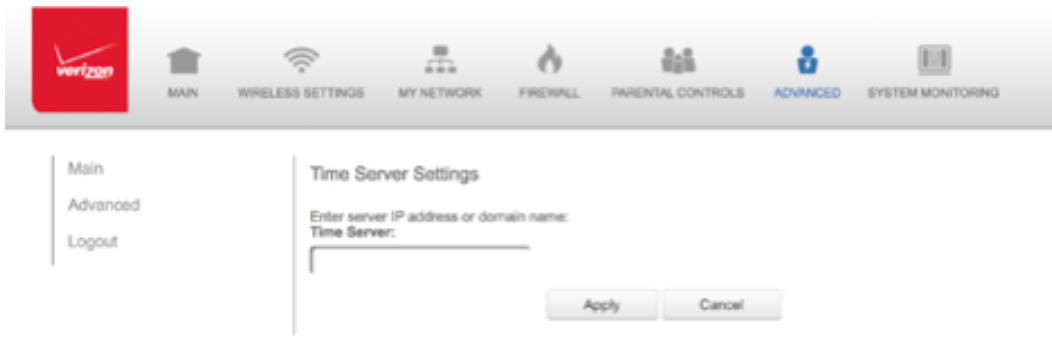 verizon
MAIN
WIRELESS SETTINGS
MY NETWORK
FIREWALL
PARENTAL CONTROLS
ADVANCED
SYSTEM MONITORING
Main
Advanced
Logout
Time Server Settings
Enter server IP address or domain name:
Time Server:
Apply
Cancel